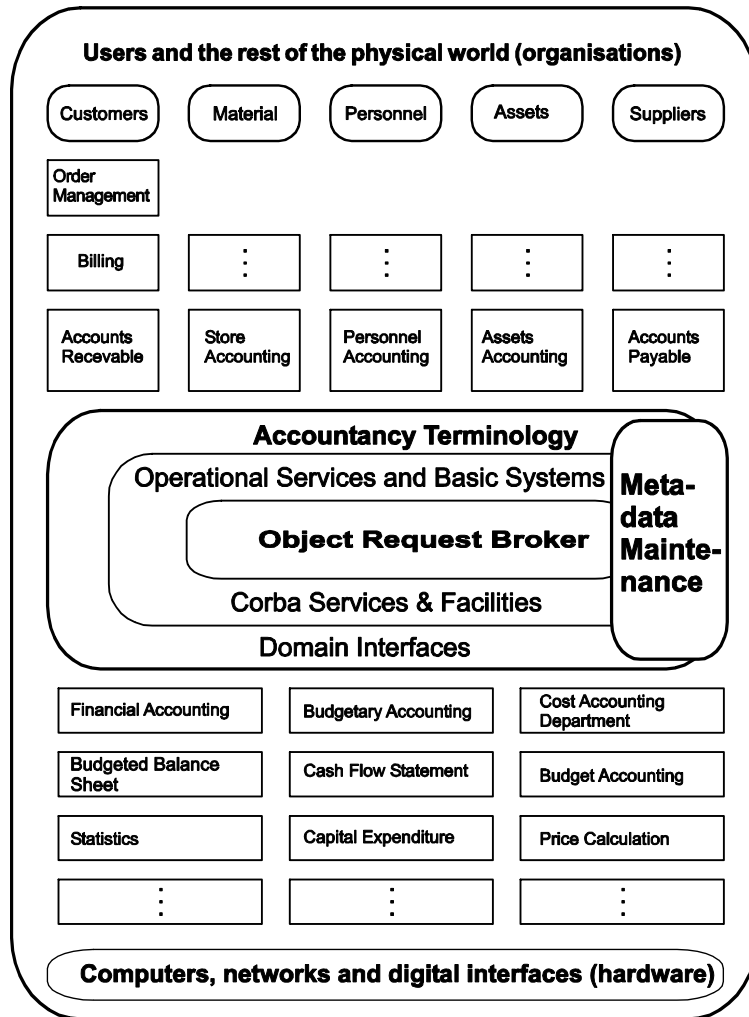 Users and the rest of the physical world (organisations)
Customers
Material
Personnel
Assets
Suppliers
Order
Management
Billing
⋮
⋮
⋮
⋮
Accounts
Recevable
Store
Accounting
Personnel
Accounting
Assets
Accounting
Accounts
Payable
Accountancy Terminology
Operational Services and Basic Systems
Object Request Broker
Corba Services & Facilities
Domain Interfaces
Meta-
data
Mainte-
nance
Financial Accounting
Budgetary Accounting
Cost Accounting
Department
Budgeted Balance
Sheet
Cash Flow Statement
Budget Accounting
Statistics
Capital Expenditure
Price Calculation
⋮
⋮
⋮
Computers, networks and digital interfaces (hardware)